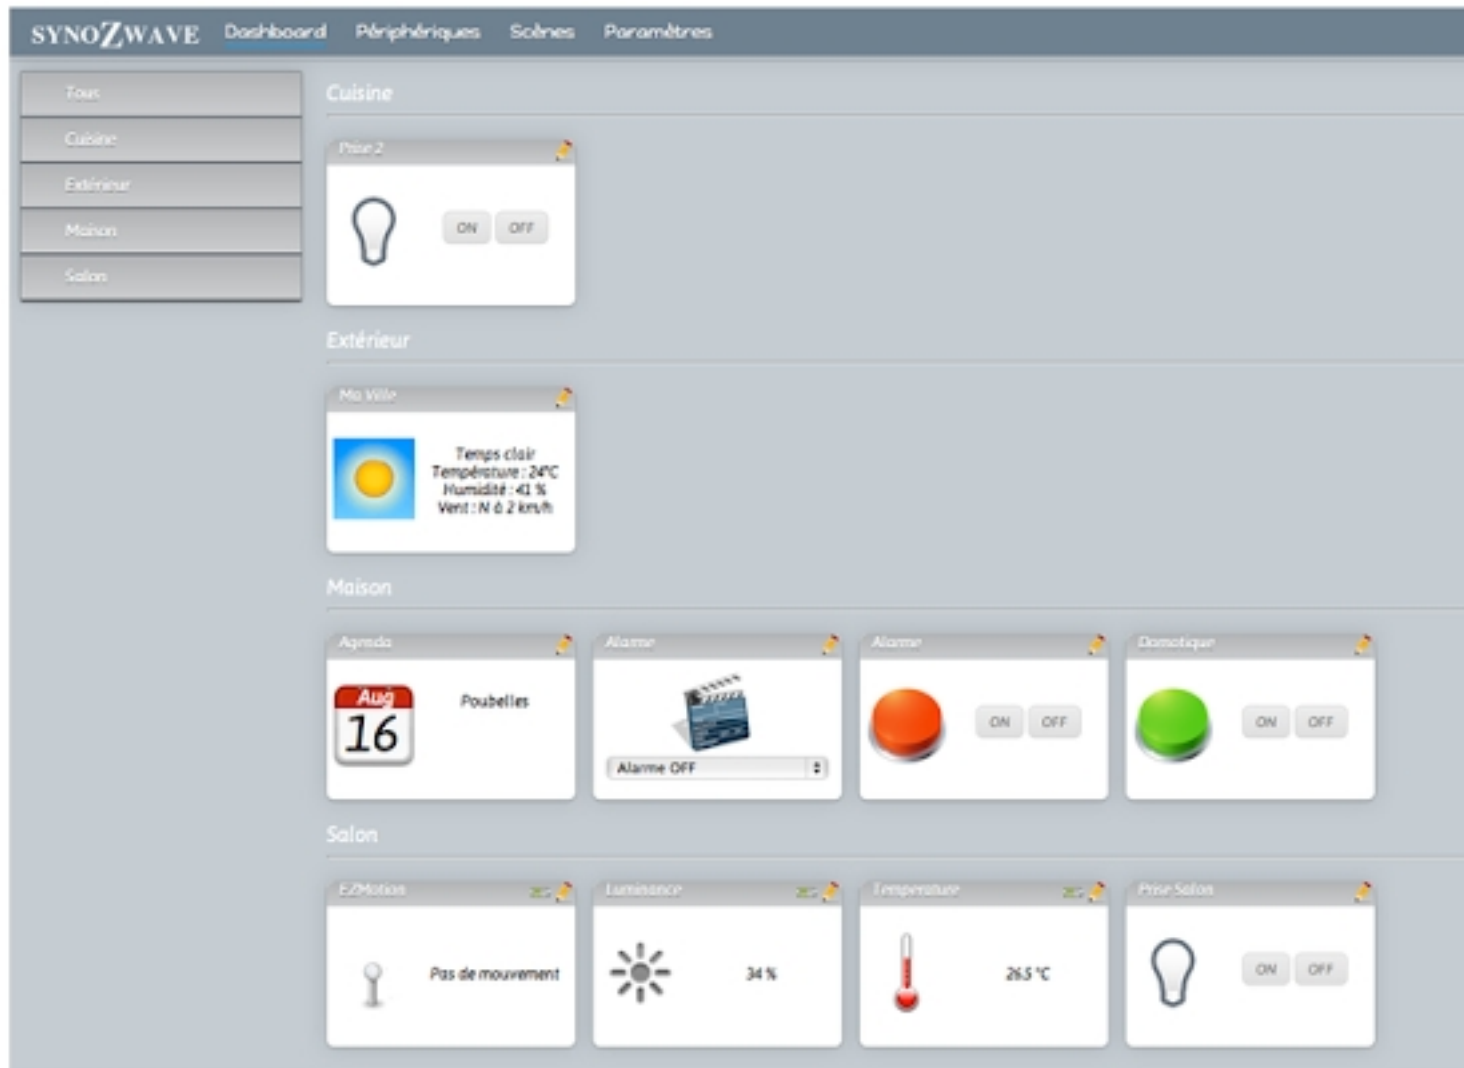 SYNOZWAVE Dashboard Périphériques Scènes Paramètres
Tous
Cuisine
Extérieur
Maison
Salon
Cuisine
Prise 2
ON OFF
Extérieur
Ma Ville
Temps clair
Température : 24°C
Humidité : 41 %
Vent : N à 2 km/h
Maison
Agenda
Aug
16
Poubelles
Alarme
Alarme OFF
Alarme
ON OFF
Domotique
ON OFF
Salon
EZMotion
Pas de mouvement
Luminance
34 %
Temperature
26.5 °C
Prise Salon
ON OFF